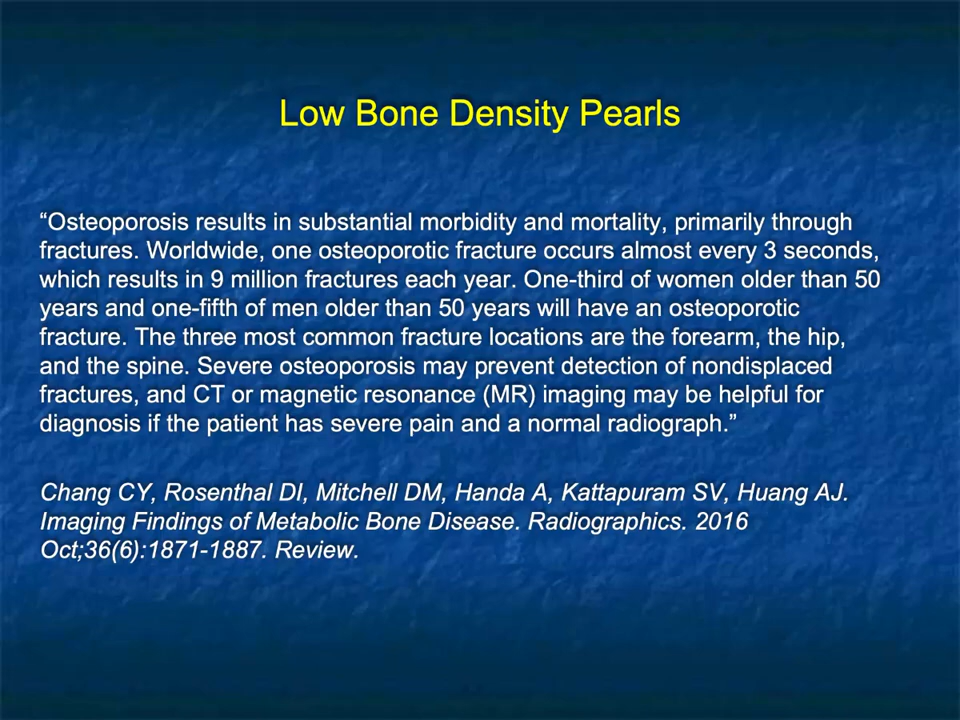 Low Bone Density Pearls
“Osteoporosis results in substantial morbidity and mortality, primarily through
fractures. Worldwide, one osteoporotic fracture occurs almost every 3 seconds,
which results in 9 million fractures each year. One-third of women older than 50
years and one-fifth of men older than 50 years will have an osteoporotic
fracture. The three most common fracture locations are the forearm, the hip,
and the spine. Severe osteoporosis may prevent detection of nondisplaced
fractures, and CT or magnetic resonance (MR) imaging may be helpful for
diagnosis if the patient has severe pain and a normal radiograph.”
Chang CY, Rosenthal DI, Mitchell DM, Handa A, Kattapuram SV, Huang AJ.
Imaging Findings of Metabolic Bone Disease. Radiographics. 2016
Oct;36(6):1871-1887. Review.